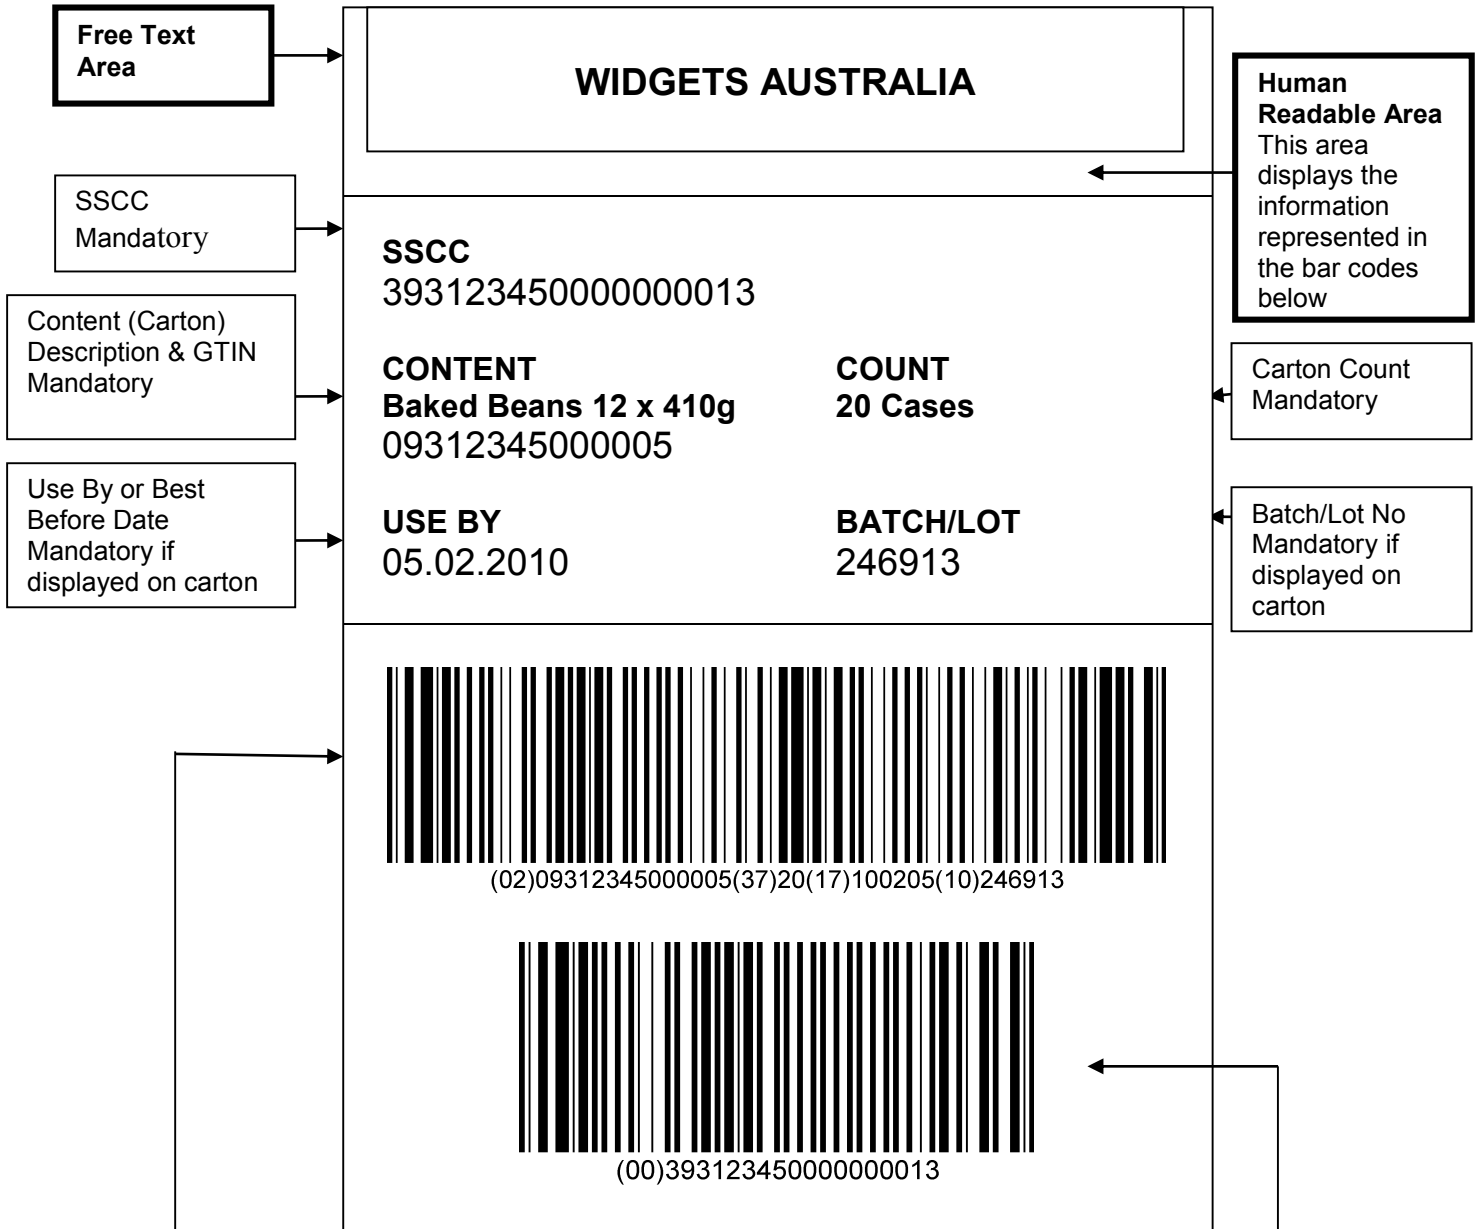 Free Text
Area
WIDGETS AUSTRALIA
Human
Readable Area
This area
displays the
information
represented in
the bar codes
below
SSCC
Mandatory
SSCC
393123450000000013
Content (Carton)
Description & GTIN
Mandatory
CONTENT
Baked Beans 12 x 410g
09312345000005
COUNT
20 Cases
Carton Count
Mandatory
Use By or Best
Before Date
Mandatory if
displayed on carton
USE BY
05.02.2010
BATCH/LOT
246913
Batch/Lot No
Mandatory if
displayed on
carton
(02)09312345000005(37)20(17)100205(10)246913
(00)393123450000000013